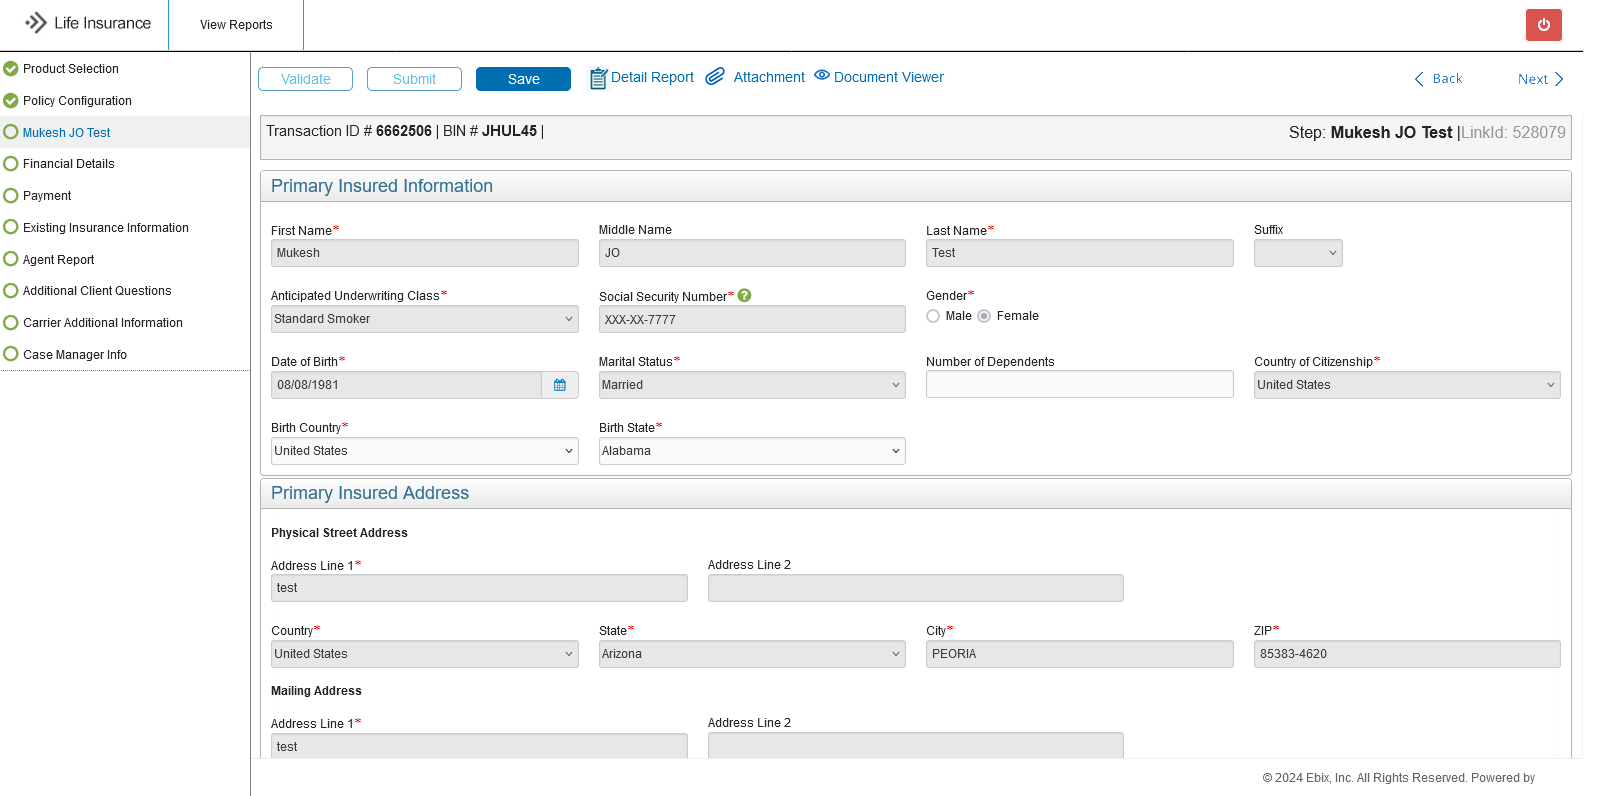 Life Insurance
View Reports
Product Selection
Policy Configuration
Mukesh JO Test
Financial Details
Payment
Existing Insurance Information
Agent Report
Additional Client Questions
Carrier Additional Information
Case Manager Info
Validate
Submit
Save
Detail Report
Attachment
Document Viewer
Back
Next
Transaction ID # 6662506 | BIN # JHUL45 |
Step: Mukesh JO Test |LinkId: 528079
Primary Insured Information
First Name*
Middle Name
Last Name*
Suffix
Mukesh
JO
Test
Anticipated Underwriting Class*
Social Security Number* ?
Gender*
Standard Smoker
XXX-XX-7777
Male
Female
Date of Birth*
Marital Status*
Number of Dependents
Country of Citizenship*
08/08/1981
Married
United States
Birth Country*
Birth State*
United States
Alabama
Primary Insured Address
Physical Street Address
Address Line 1*
Address Line 2
test
Country*
State*
City*
ZIP*
United States
Arizona
PEORIA
85383-4620
Mailing Address
Address Line 1*
Address Line 2
test
© 2024 Ebix, Inc. All Rights Reserved. Powered by